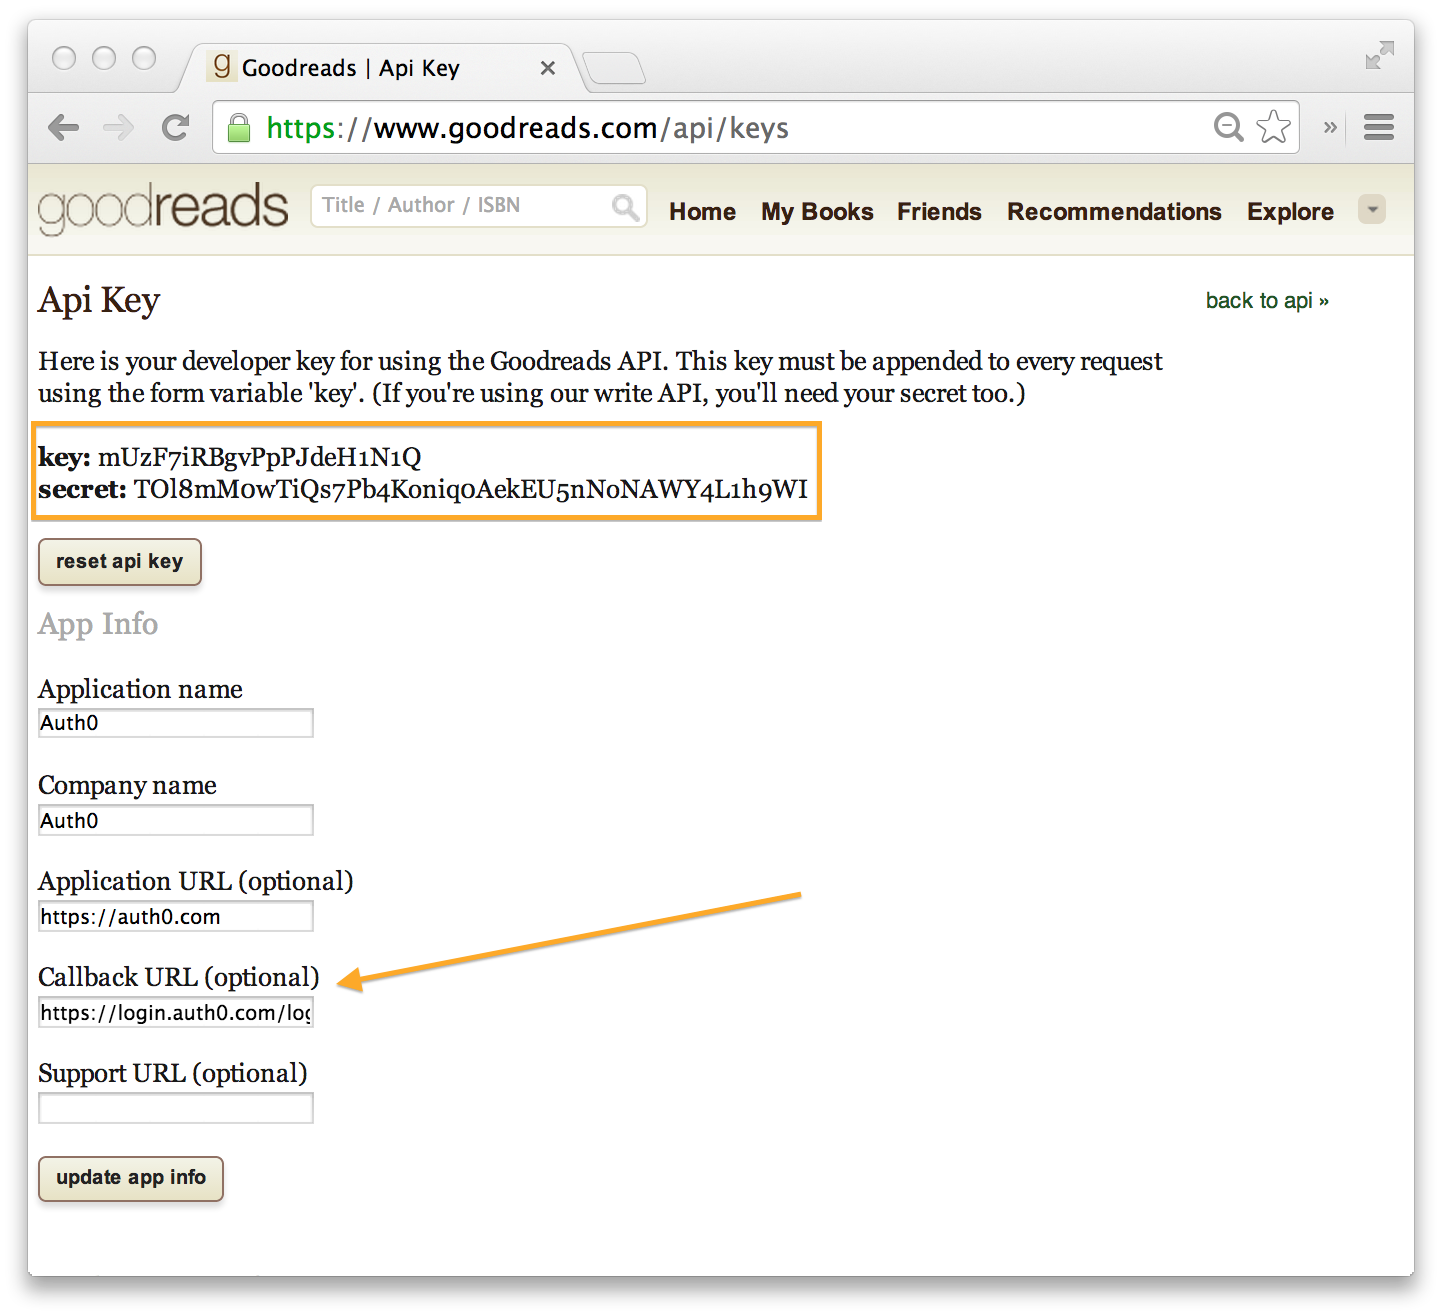 g Goodreads | Api Key
https://www.goodreads.com/api/keys
goodreads Title / Author / ISBN Home My Books Friends Recommendations Explore
Api Key back to api »
Here is your developer key for using the Goodreads API. This key must be appended to every request
using the form variable 'key'. (If you're using our write API, you'll need your secret too.)
key: mUzF7iRBgvPpPJdeH1N1Q
secret: TOl8mM0wTiQs7Pb4Koniq0AekEU5nNoNAWY4L1h9WI
reset api key
App Info
Application name
Auth0
Company name
Auth0
Application URL (optional)
https://auth0.com
Callback URL (optional)
https://login.auth0.com/log
Support URL (optional)
update app info